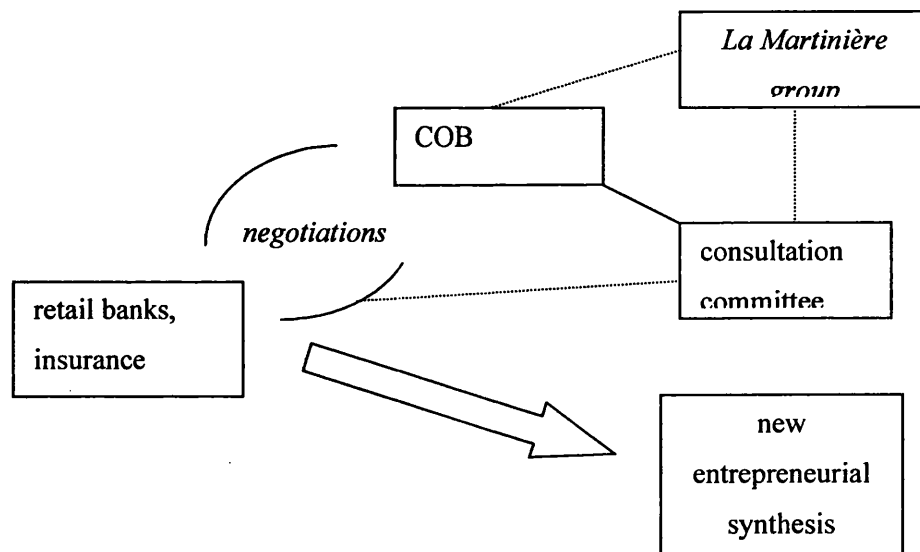 La Martinière
group
COB
negotiations
consultation
committee
retail banks,
insurance
new
entrepreneurial
synthesis